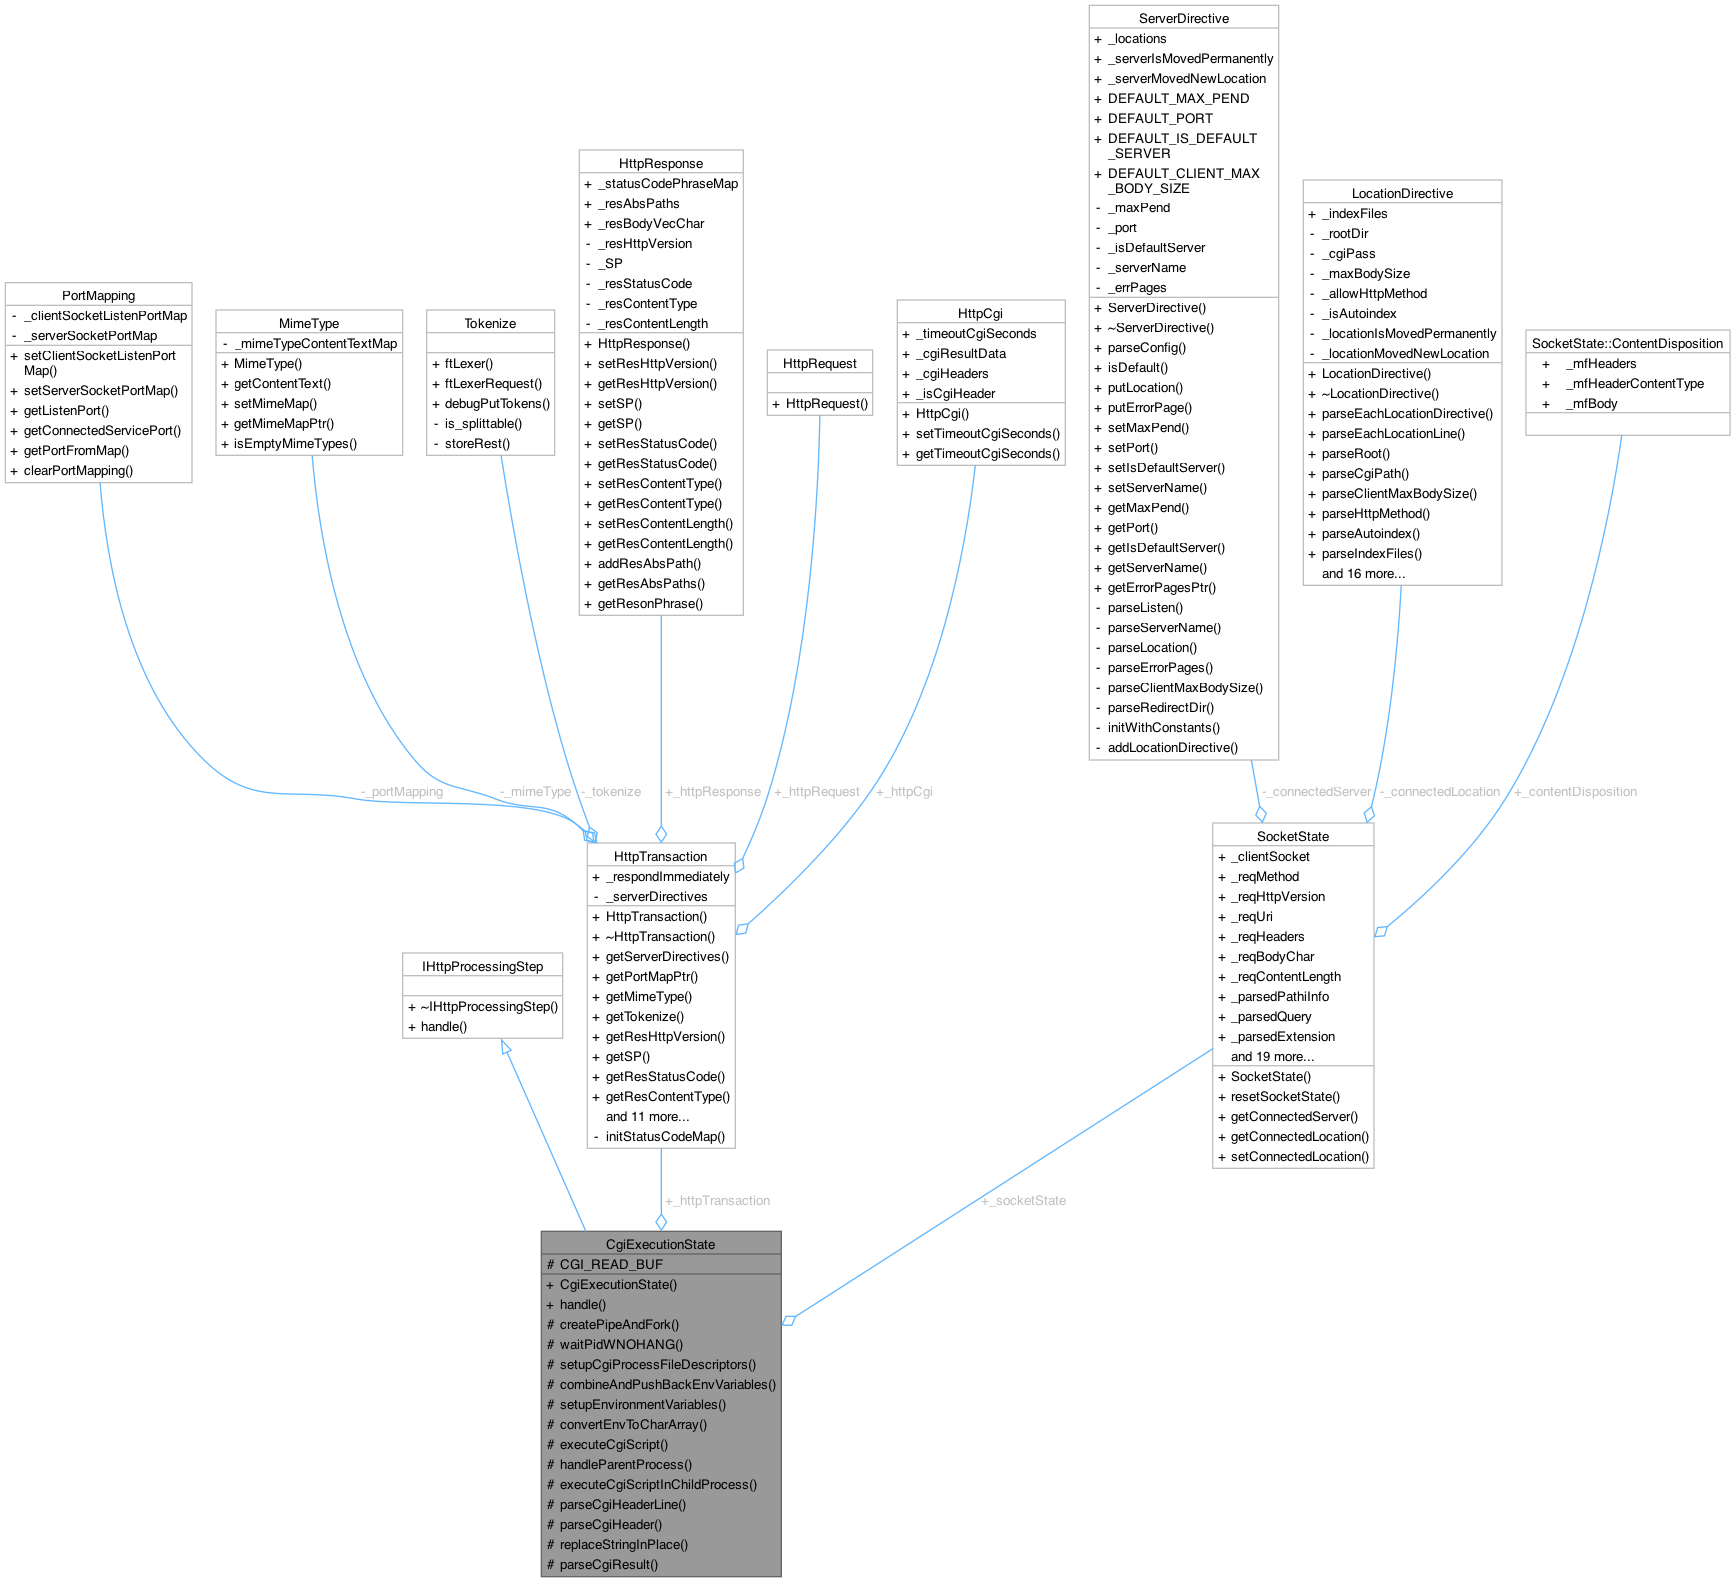 ServerDirective
+ _locations
+ _serverIsMovedPermanently
+ _serverMovedNewLocation
+ DEFAULT_MAX_PEND
+ DEFAULT_PORT
+ DEFAULT_IS_DEFAULT
_SERVER
+ DEFAULT_CLIENT_MAX
_BODY_SIZE
- _maxPend
- _port
- _isDefaultServer
- _serverName
- _errPages
+ ServerDirective()
+ ~ServerDirective()
+ parseConfig()
+ isDefault()
+ putLocation()
+ putErrorPage()
+ setMaxPend()
+ setPort()
+ setIsDefaultServer()
+ setServerName()
+ getMaxPend()
+ getPort()
+ getIsDefaultServer()
+ getServerName()
+ getErrorPagesPtr()
- parseListen()
- parseServerName()
- parseLocation()
- parseErrorPages()
- parseClientMaxBodySize()
- parseRedirectDir()
- initWithConstants()
- addLocationDirective()
HttpResponse
+ _statusCodePhraseMap
+ _resAbsPaths
+ _resBodyVecChar
- _resHttpVersion
- _SP
- _resStatusCode
- _resContentType
- _resContentLength
+ HttpResponse()
+ setResHttpVersion()
+ getResHttpVersion()
+ setSP()
+ getSP()
+ setResStatusCode()
+ getResStatusCode()
+ setResContentType()
+ getResContentType()
+ setResContentLength()
+ getResContentLength()
+ addResAbsPath()
+ getResAbsPaths()
+ getResonPhrase()
LocationDirective
+ _indexFiles
- _rootDir
- _cgiPass
- _maxBodySize
- _allowHttpMethod
- _isAutoindex
- _locationIsMovedPermanently
- _locationMovedNewLocation
+ LocationDirective()
+ ~LocationDirective()
+ parseEachLocationDirective()
+ parseEachLocationLine()
+ parseRoot()
+ parseCgiPath()
+ parseClientMaxBodySize()
+ parseHttpMethod()
+ parseAutoindex()
+ parseIndexFiles()
and 16 more...
PortMapping
- _clientSocketListenPortMap
- _serverSocketPortMap
+ setClientSocketListenPort
Map()
+ setServerSocketPortMap()
+ getListenPort()
+ getConnectedServicePort()
+ getPortFromMap()
+ clearPortMapping()
MimeType
- _mimeTypeContentTextMap
+ MimeType()
+ getContentText()
+ setMimeMap()
+ getMimeMapPtr()
+ isEmptyMimeTypes()
Tokenize
+ ftLexer()
+ ftLexerRequest()
+ debugPutTokens()
- is_splittable()
- storeRest()
HttpRequest
+ HttpRequest()
HttpCgi
+ _timeoutCgiSeconds
+ _cgiResultData
+ _cgiHeaders
+ _isCgiHeader
+ HttpCgi()
+ setTimeoutCgiSeconds()
+ getTimeoutCgiSeconds()
SocketState::ContentDisposition
+ _mfHeaders
+ _mfHeaderContentType
+ _mfBody
-_portMapping
-_mimeType
-_tokenize
+_httpResponse
+_httpRequest
+_httpCgi
-_connectedServer
-_connectedLocation
+_contentDisposition
HttpTransaction
+ _respondImmediately
- _serverDirectives
+ HttpTransaction()
+ ~HttpTransaction()
+ getServerDirectives()
+ getPortMapPtr()
+ getMimeType()
+ getTokenize()
+ getResHttpVersion()
+ getSP()
+ getResStatusCode()
+ getResContentType()
and 11 more...
- initStatusCodeMap()
SocketState
+ _clientSocket
+ _reqMethod
+ _reqHttpVersion
+ _reqUri
+ _reqHeaders
+ _reqBodyChar
+ _reqContentLength
+ _parsedPathiInfo
+ _parsedQuery
+ _parsedExtension
and 19 more...
+ SocketState()
+ resetSocketState()
+ getConnectedServer()
+ getConnectedLocation()
+ setConnectedLocation()
IHttpProcessingStep
+ ~IHttpProcessingStep()
+ handle()
+_httpTransaction
+_socketState
CgiExecutionState
# CGI_READ_BUF
+ CgiExecutionState()
+ handle()
# createPipeAndFork()
# waitPidWNOHANG()
# setupCgiProcessFileDescriptors()
# combineAndPushBackEnvVariables()
# setupEnvironmentVariables()
# convertEnvToCharArray()
# executeCgiScript()
# handleParentProcess()
# executeCgiScriptInChildProcess()
# parseCgiHeaderLine()
# parseCgiHeader()
# replaceStringInPlace()
# parseCgiResult()